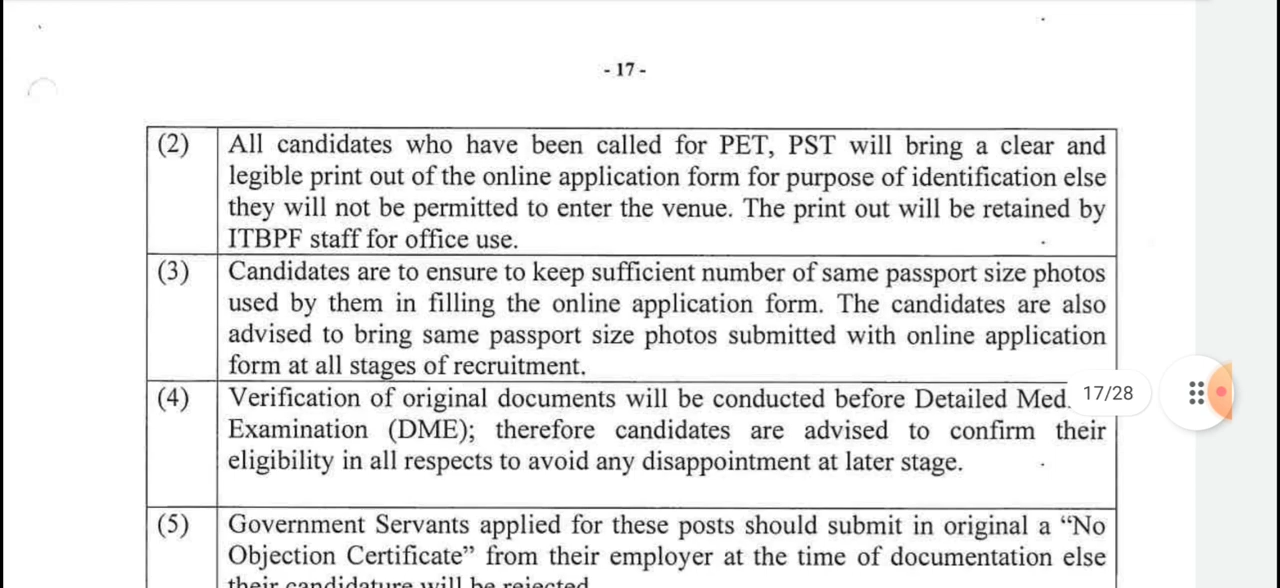 - 17 -
(2) All candidates who have been called for PET, PST will bring a clear and
legible print out of the online application form for purpose of identification else
they will not be permitted to enter the venue. The print out will be retained by
ITBPF staff for office use.
(3) Candidates are to ensure to keep sufficient number of same passport size photos
used by them in filling the online application form. The candidates are also
advised to bring same passport size photos submitted with online application
form at all stages of recruitment.
(4) Verification of original documents will be conducted before Detailed Med
17/28
Examination (DME); therefore candidates are advised to confirm their
eligibility in all respects to avoid any disappointment at later stage.
(5) Government Servants applied for these posts should submit in original a “No
Objection Certificate” from their employer at the time of documentation else
their candidature will be rejected